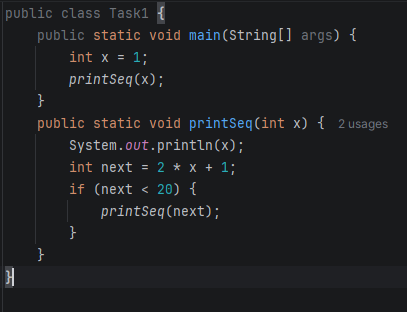 public class Task1 {
    public static void main(String[] args) {
        int x = 1;
        printSeq(x);
    }
    public static void printSeq(int x) { 2 usages
        System.out.println(x);
        int next = 2 * x + 1;
        if (next < 20) {
            printSeq(next);
        }
    }
}